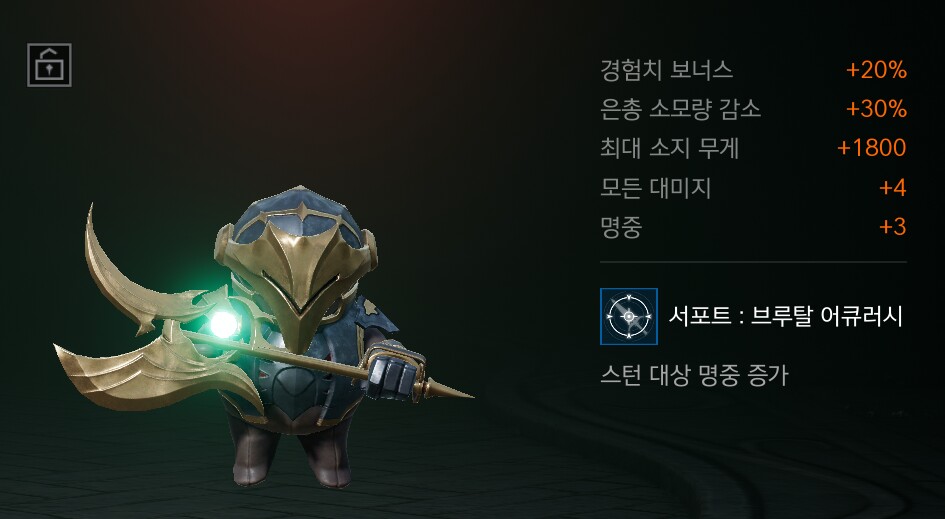 경험치 보너스 +20%
은총 소모량 감소 +30%
최대 소지 무게 +1800
모든 대미지 +4
명중 +3
서포트 : 브루탈 어큐러시
스턴 대상 명중 증가